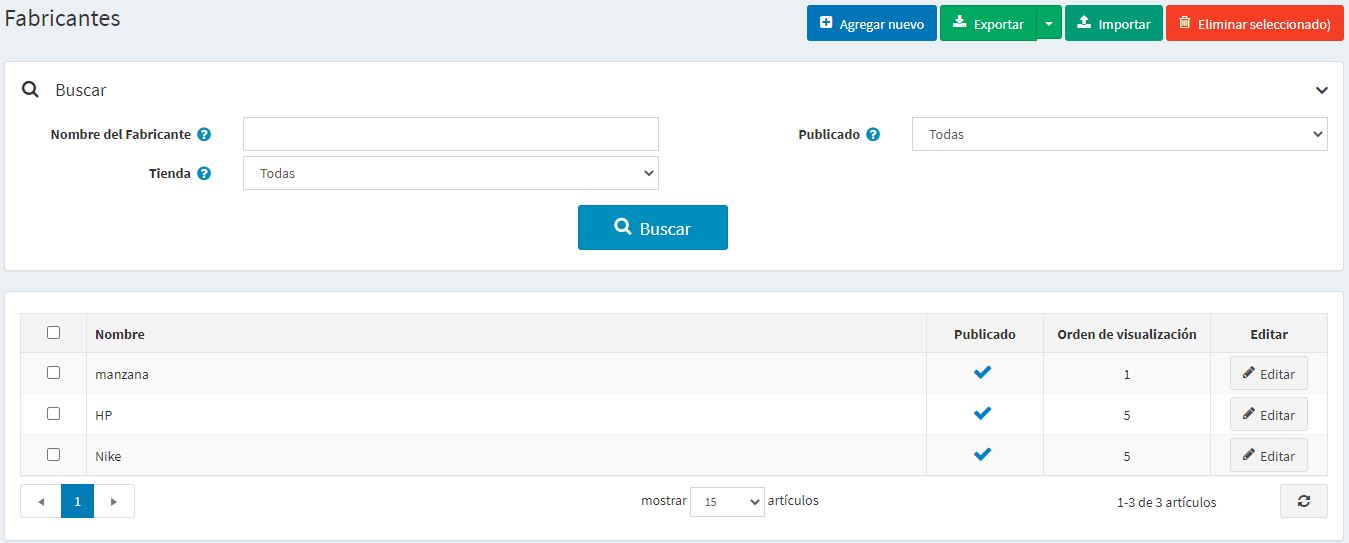 Fabricantes
Agregar nuevo
Exportar
Importar
Eliminar seleccionado)
Buscar
Nombre del Fabricante
Publicado
Todas
Tienda
Todas
Buscar
Nombre Publicado Orden de visualización Editar
manzana 1 Editar
HP 5 Editar
Nike 5 Editar
1
mostrar 15 artículos
1-3 de 3 artículos